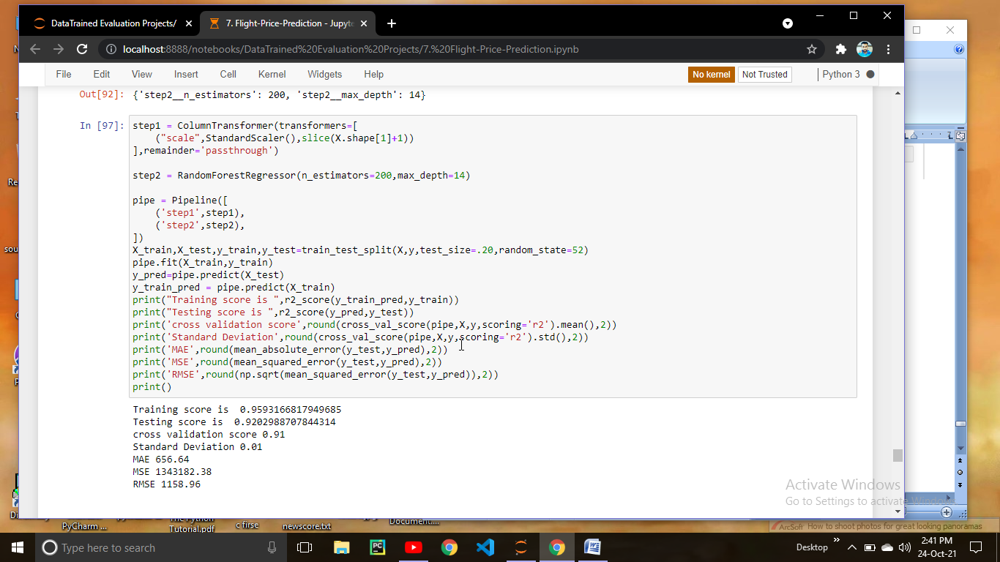 DataTrained Evaluation Projects/
7. Flight-Price-Prediction - Jupyte
localhost:8888/notebooks/DataTrained%20Evaluation%20Projects/7.%20Flight-Price-Prediction.ipynb
File Edit View Insert Cell Kernel Widgets Help No kernel Not Trusted Python 3
Out[92]: {'step2__n_estimators': 200, 'step2__max_depth': 14}
In [97]: step1 = ColumnTransformer(transformers=[
("scale",StandardScaler(),slice(X.shape[1]+1))
],remainder='passthrough')
step2 = RandomForestRegressor(n_estimators=200,max_depth=14)
pipe = Pipeline([
('step1',step1),
('step2',step2),
])
X_train,X_test,y_train,y_test=train_test_split(X,y,test_size=.20,random_state=52)
pipe.fit(X_train,y_train)
y_pred=pipe.predict(X_test)
y_train_pred = pipe.predict(X_train)
print("Training score is ",r2_score(y_train_pred,y_train))
print("Testing score is ",r2_score(y_pred,y_test))
print('cross validation score',round(cross_val_score(pipe,X,y,scoring='r2').mean(),2))
print('Standard Deviation',round(cross_val_score(pipe,X,y,scoring='r2').std(),2))
print('MAE',round(mean_absolute_error(y_test,y_pred),2))
print('MSE',round(mean_squared_error(y_test,y_pred),2))
print('RMSE',round(np.sqrt(mean_squared_error(y_test,y_pred)),2))
print()
Training score is  0.9593166817949685
Testing score is  0.9202988707844314
cross validation score 0.91
Standard Deviation 0.01
MAE 656.64
MSE 1343182.38
RMSE 1158.96
Activate Windows
Go to Settings to activate Windows.
PyCharm ...
Tutorial.pdf
c firse
newscore.txt
Document....
ArcSoft How to shoot photos for great looking panoramas
Type here to search
Desktop
2:41 PM
24-Oct-21